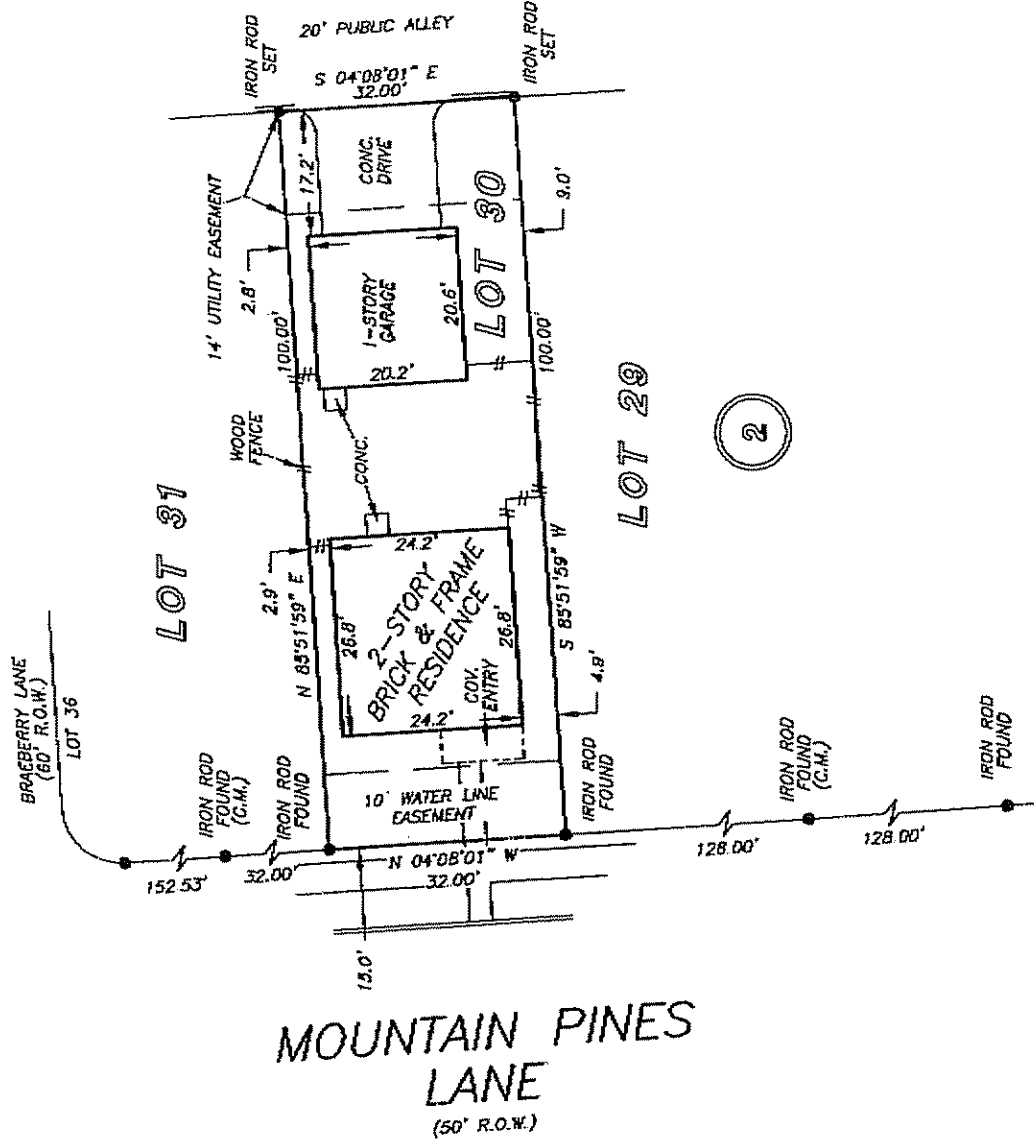 20' PUBLIC ALLEY
IRON ROD
SET
IRON ROD
SET
S 04°08'01" E
32.00'
14' UTILITY EASEMENT
17.2'
CONC.
DRIVE
LOT 30
9.0'
2.8'
1-STORY
GARAGE
20.6'
20.2'
100.00'
100.00'
WOOD
FENCE
CONC.
LOT 31
LOT 29
2
2.9'
24.2'
N 85°51'59" E
26.8'
2-STORY
BRICK & FRAME
RESIDENCE
26.8'
S 85°51'59" W
COV.
ENTRY
24.2'
4.9'
BRAEBERRY LANE
(60' R.O.W.)
LOT 36
IRON ROD
FOUND
(C.M.)
IRON ROD
FOUND
10' WATER LINE
EASEMENT
IRON ROD
FOUND
IRON ROD
FOUND
(C.M.)
IRON ROD
FOUND
152.53'
32.00'
N 04°08'01" W
32.00'
128.00'
128.00'
15.0'
MOUNTAIN PINES
LANE
(50' R.O.W.)